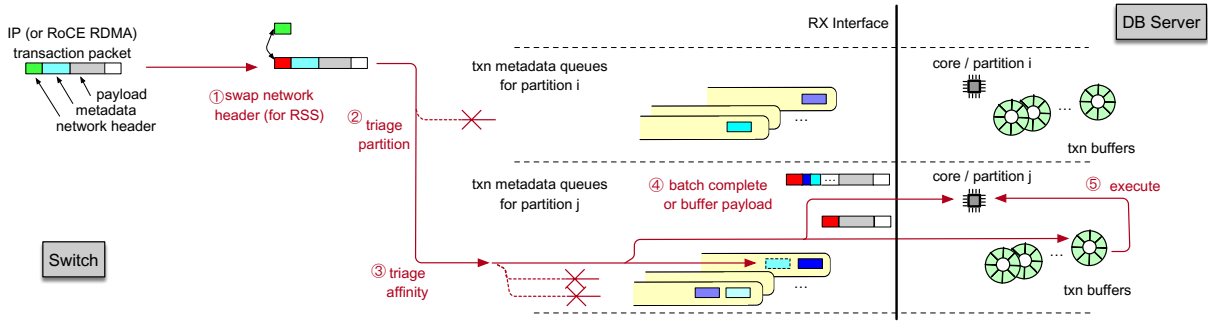 IP (or RoCE RDMA)
transaction packet
payload
metadata
network header
①swap network
header (for RSS)
② triage
partition
③ triage
affinity
Switch
txn metadata queues
for partition i
...
txn metadata queues
for partition j
④ batch complete
or buffer payload
...
...
RX Interface
DB Server
core / partition i
...
txn buffers
core / partition j
⑤ execute
...
txn buffers